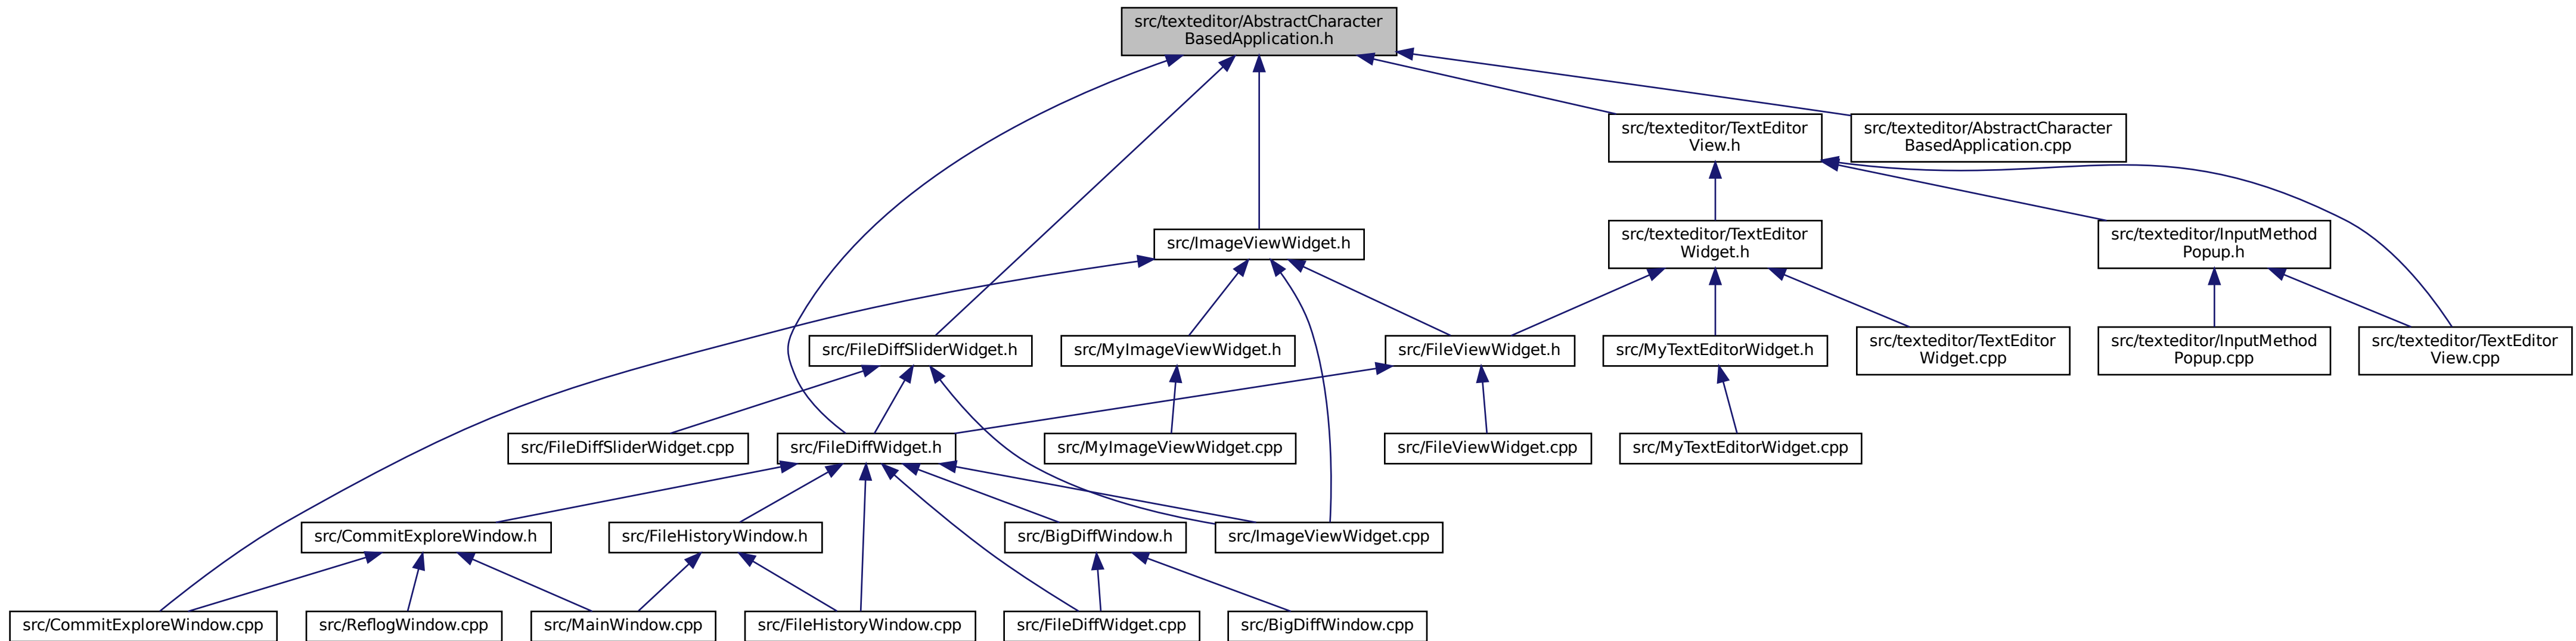 src/texteditor/AbstractCharacter
BasedApplication.h
src/texteditor/TextEditor
View.h
src/texteditor/AbstractCharacter
BasedApplication.cpp
src/ImageViewWidget.h
src/texteditor/TextEditor
Widget.h
src/texteditor/InputMethod
Popup.h
src/FileDiffSliderWidget.h
src/MyImageViewWidget.h
src/FileViewWidget.h
src/MyTextEditorWidget.h
src/texteditor/TextEditor
Widget.cpp
src/texteditor/InputMethod
Popup.cpp
src/texteditor/TextEditor
View.cpp
src/FileDiffSliderWidget.cpp
src/FileDiffWidget.h
src/MyImageViewWidget.cpp
src/FileViewWidget.cpp
src/MyTextEditorWidget.cpp
src/CommitExploreWindow.h
src/FileHistoryWindow.h
src/BigDiffWindow.h
src/ImageViewWidget.cpp
src/CommitExploreWindow.cpp
src/ReflogWindow.cpp
src/MainWindow.cpp
src/FileHistoryWindow.cpp
src/FileDiffWidget.cpp
src/BigDiffWindow.cpp